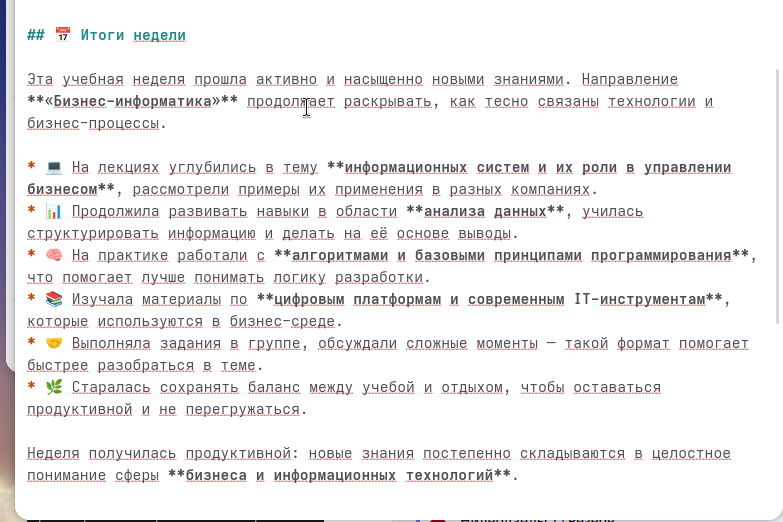 ## 📅 Итоги недели
Эта учебная неделя прошла активно и насыщенно новыми знаниями. Направление
**«Бизнес-информатика»** продолжает раскрывать, как тесно связаны технологии и
бизнес-процессы.
* 💻 На лекциях углубились в тему **информационных систем и их роли в управлении
бизнесом**, рассмотрели примеры их применения в разных компаниях.
* 📊 Продолжила развивать навыки в области **анализа данных**, училась
структурировать информацию и делать на её основе выводы.
* 🧠 На практике работали с **алгоритмами и базовыми принципами программирования**,
что помогает лучше понимать логику разработки.
* 📚 Изучала материалы по **цифровым платформам и современным IT-инструментам**,
которые используются в бизнес-среде.
* 🤝 Выполняла задания в группе, обсуждали сложные моменты — такой формат помогает
быстрее разобраться в теме.
* 🌿 Старалась сохранять баланс между учебой и отдыхом, чтобы оставаться
продуктивной и не перегружаться.
Неделя получилась продуктивной: новые знания постепенно складываются в целостное
понимание сферы **бизнеса и информационных технологий**.